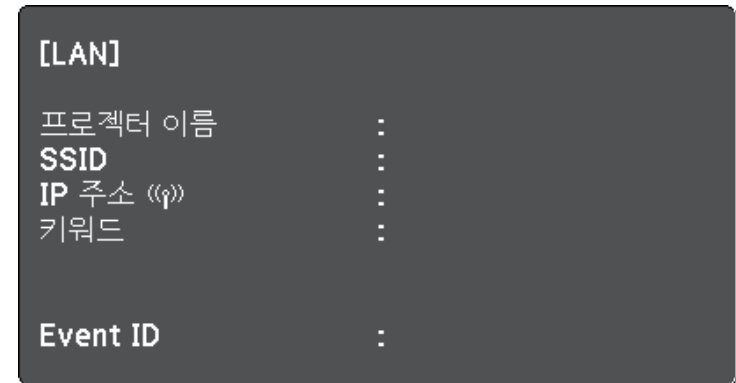 [LAN]
프로젝터 이름 :
SSID :
IP 주소 :
키워드 :
Event ID :